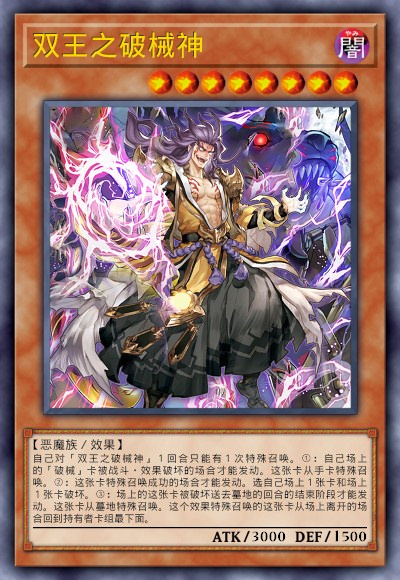 双王之破械神
やみ
闇
【恶魔族／效果】
自己对「双王之破械神」１回合只能有１次特殊召唤。①：自己场上
的「破械」卡被战斗·效果破坏的场合才能发动。这张卡从手卡特殊召
唤。②：这张卡特殊召唤成功的场合才能发动。选自己场上１张卡和场上
１张卡破坏。③：场上的这张卡被破坏送去墓地的回合的结束阶段才能发
动。这张卡从墓地特殊召唤。这个效果特殊召唤的这张卡从场上离开的场
合回到持有者卡组最下面。
ATK/3000 DEF/1500